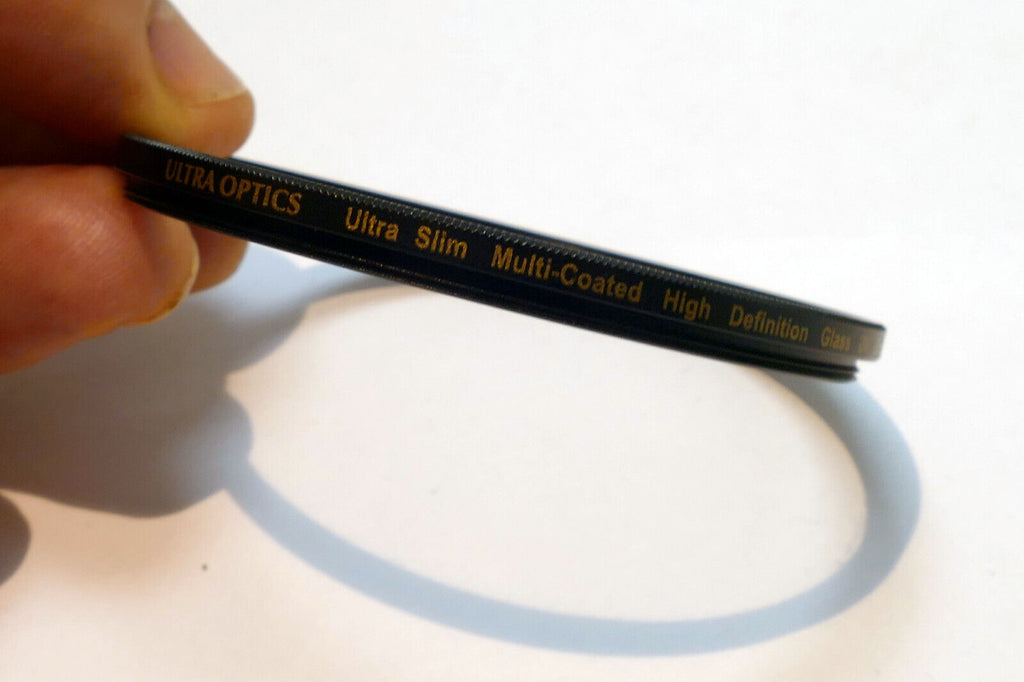 ULTRA OPTICS Ultra Slim Multi-Coated High Definition Glass